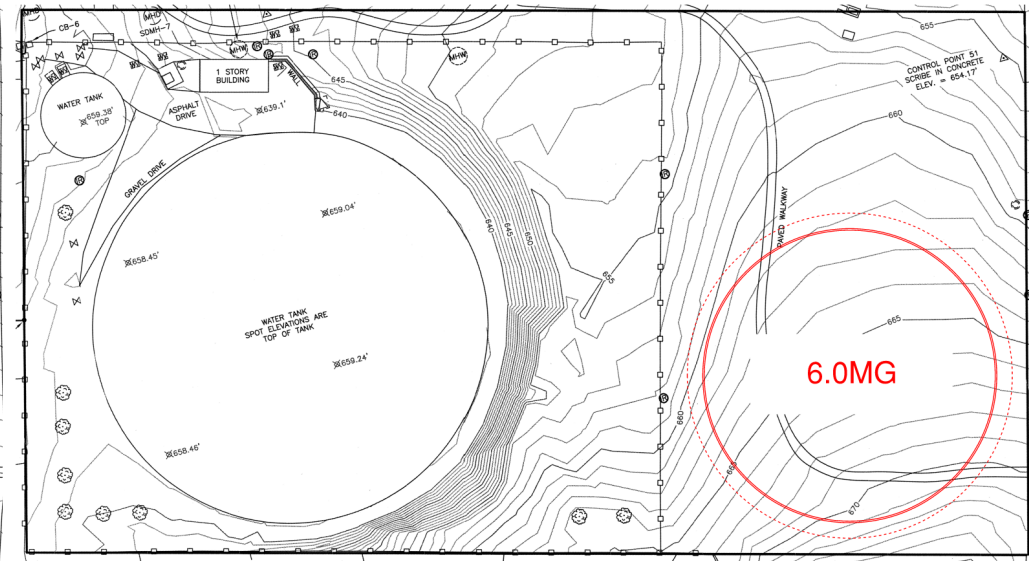 MHD
CB-6
MHD
SDMH-7
MHW
MHW
655
CONTROL POINT 51
SCRIBE IN CONCRETE
ELEV. = 654.17'
1 STORY
BUILDING
WALL
645
640
WATER TANK
659.38'
TOP
ASPHALT
DRIVE
639.1'
660
GRAVEL DRIVE
PAVED WALKWAY
659.04'
640
645
650
658.45'
655
WATER TANK
SPOT ELEVATIONS ARE
TOP OF TANK
665
659.24'
6.0MG
660
658.46'
665
670